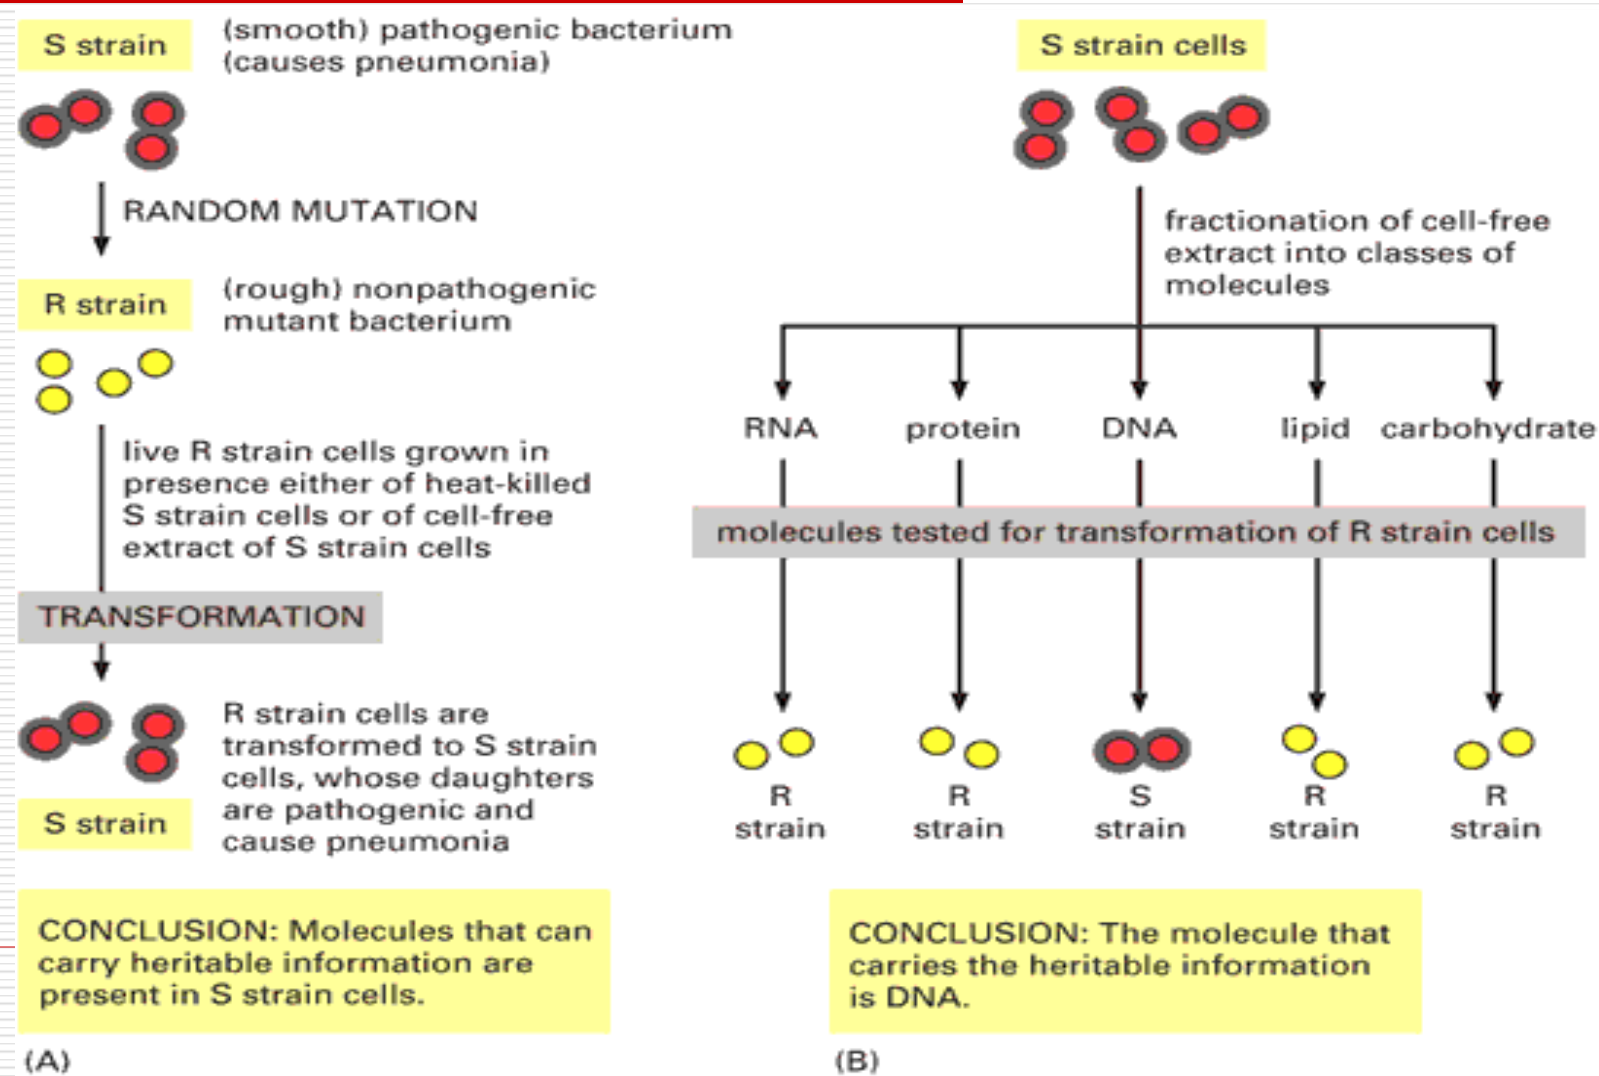 S strain
(smooth) pathogenic bacterium
(causes pneumonia)
RANDOM MUTATION
R strain
(rough) nonpathogenic
mutant bacterium
live R strain cells grown in
presence either of heat-killed
S strain cells or of cell-free
extract of S strain cells
TRANSFORMATION
R strain cells are
transformed to S strain
cells, whose daughters
are pathogenic and
cause pneumonia
S strain
CONCLUSION: Molecules that can
carry heritable information are
present in S strain cells.
(A)
S strain cells
fractionation of cell-free
extract into classes of
molecules
RNA protein DNA lipid carbohydrate
molecules tested for transformation of R strain cells
R R S R R
strain strain strain strain strain
CONCLUSION: The molecule that
carries the heritable information
is DNA.
(B)